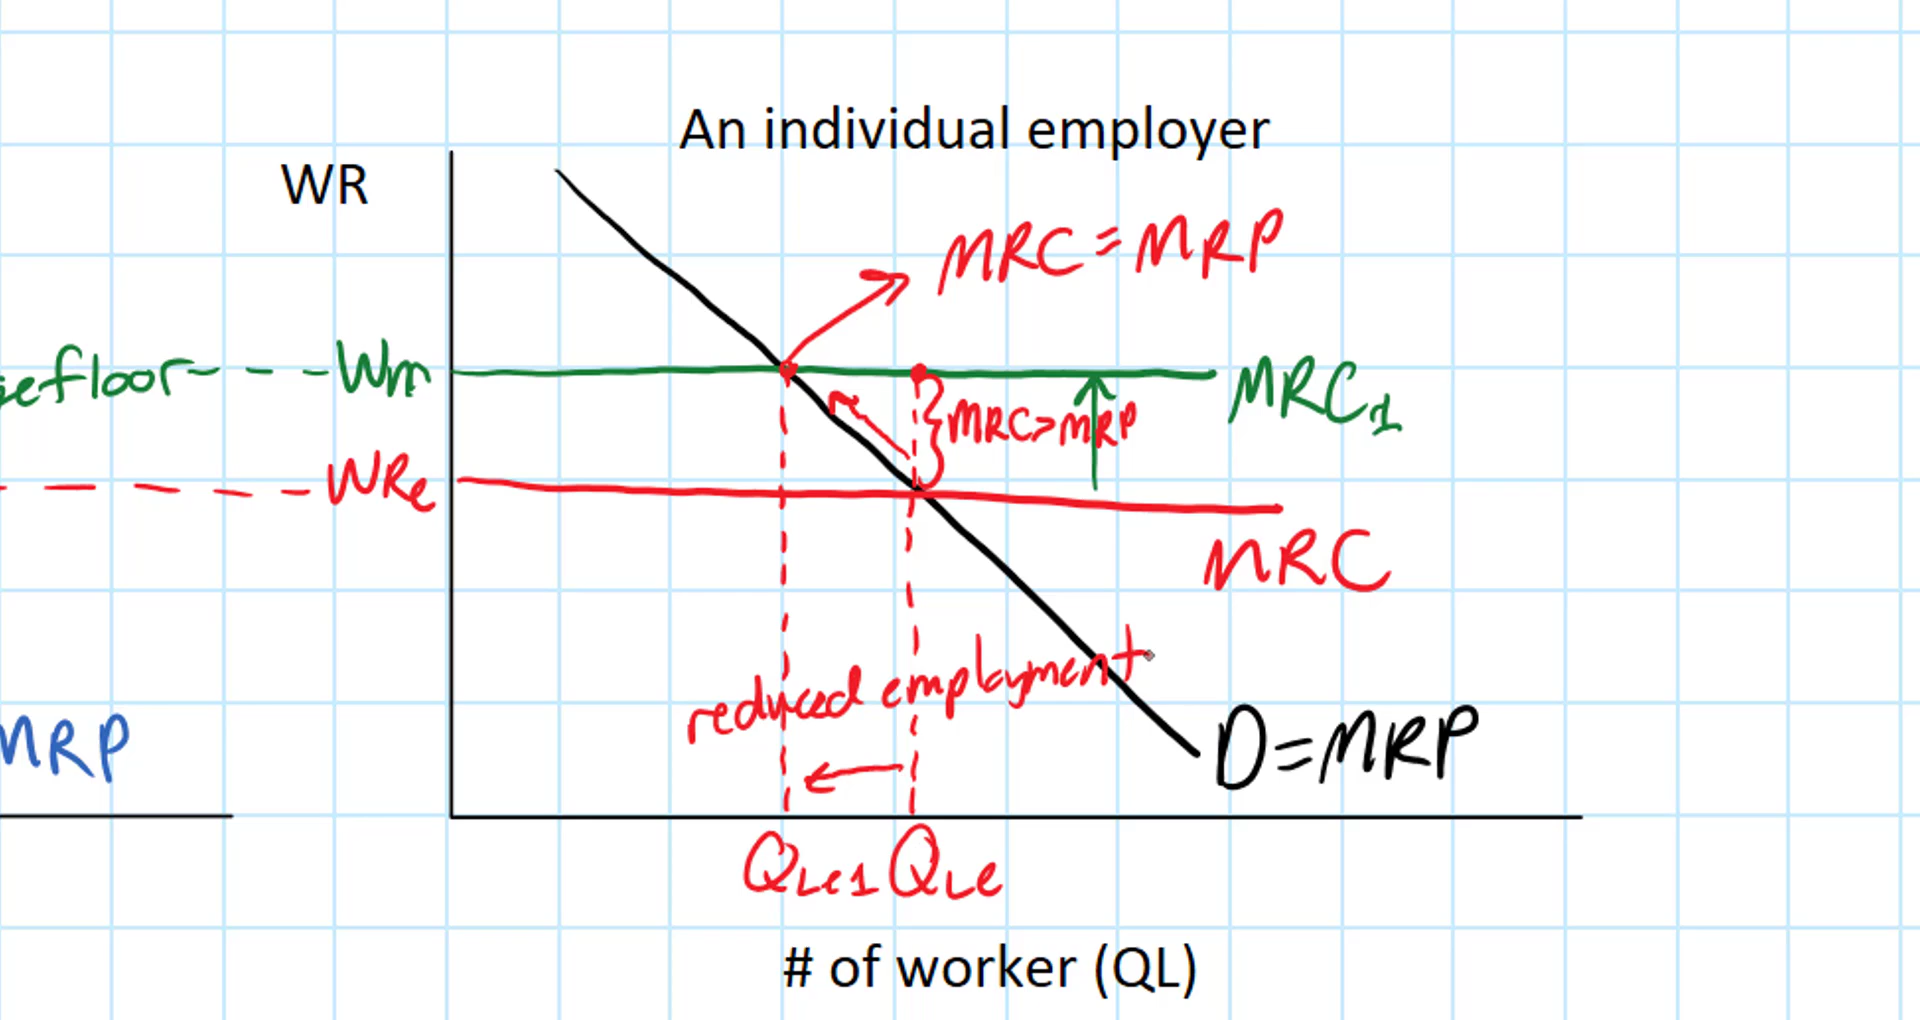 An individual employer
WR
MRC = MRP
floor
Wm
MRC1
MRC>MRP
WRe
MRC
reduced employment
MRP
D=MRP
QLe1 QLe
# of worker (QL)